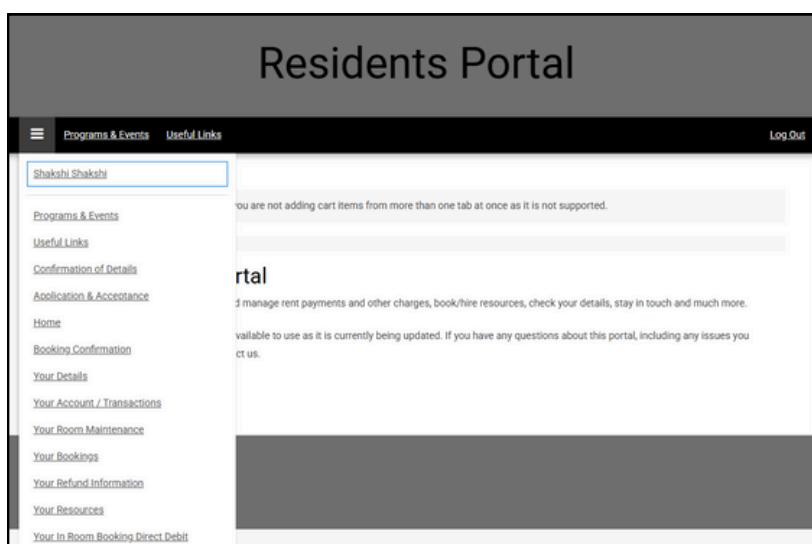 Residents Portal
Programs & Events Useful Links Log Out
Shakshi Shakshi
you are not adding cart items from more than one tab at once as it is not supported.
Programs & Events
Useful Links
Confirmation of Details
rtal
Application & Acceptance
d manage rent payments and other charges, book/hire resources, check your details, stay in touch and much more.
Home
vailable to use as it is currently being updated. If you have any questions about this portal, including any issues you
Booking Confirmation
ct us.
Your Details
Your Account / Transactions
Your Room Maintenance
Your Bookings
Your Refund Information
Your Resources
Your In Room Booking Direct Debit